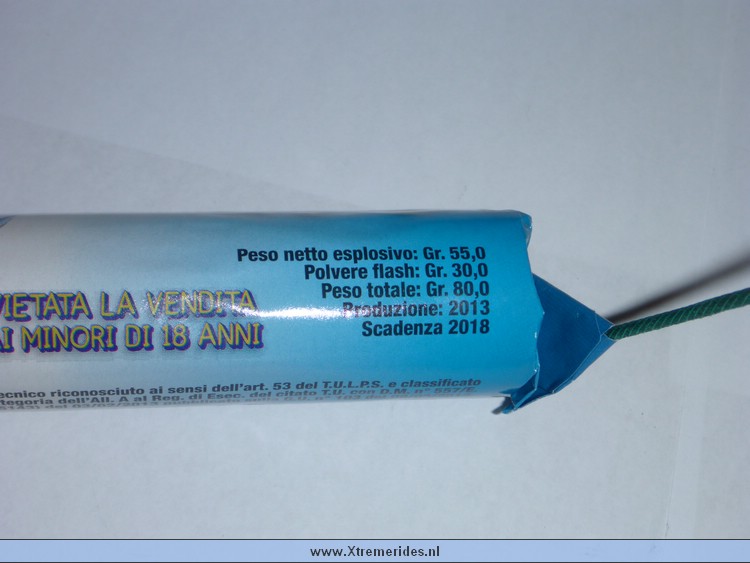 Peso netto esplosivo: Gr. 55,0
Polvere flash: Gr. 30,0
Peso totale: Gr. 80,0
Produzione: 2013
Scadenza 2018
VIETATA LA VENDITA
AI MINORI DI 18 ANNI
ecnico riconosciuto ai sensi dell'art. 53 del T.U.L.P.S. e classificato
ategoria dell'All. A al Reg. di Esec. del citato T.U. con D.M. n° 557/E
www.Xtremerides.nl